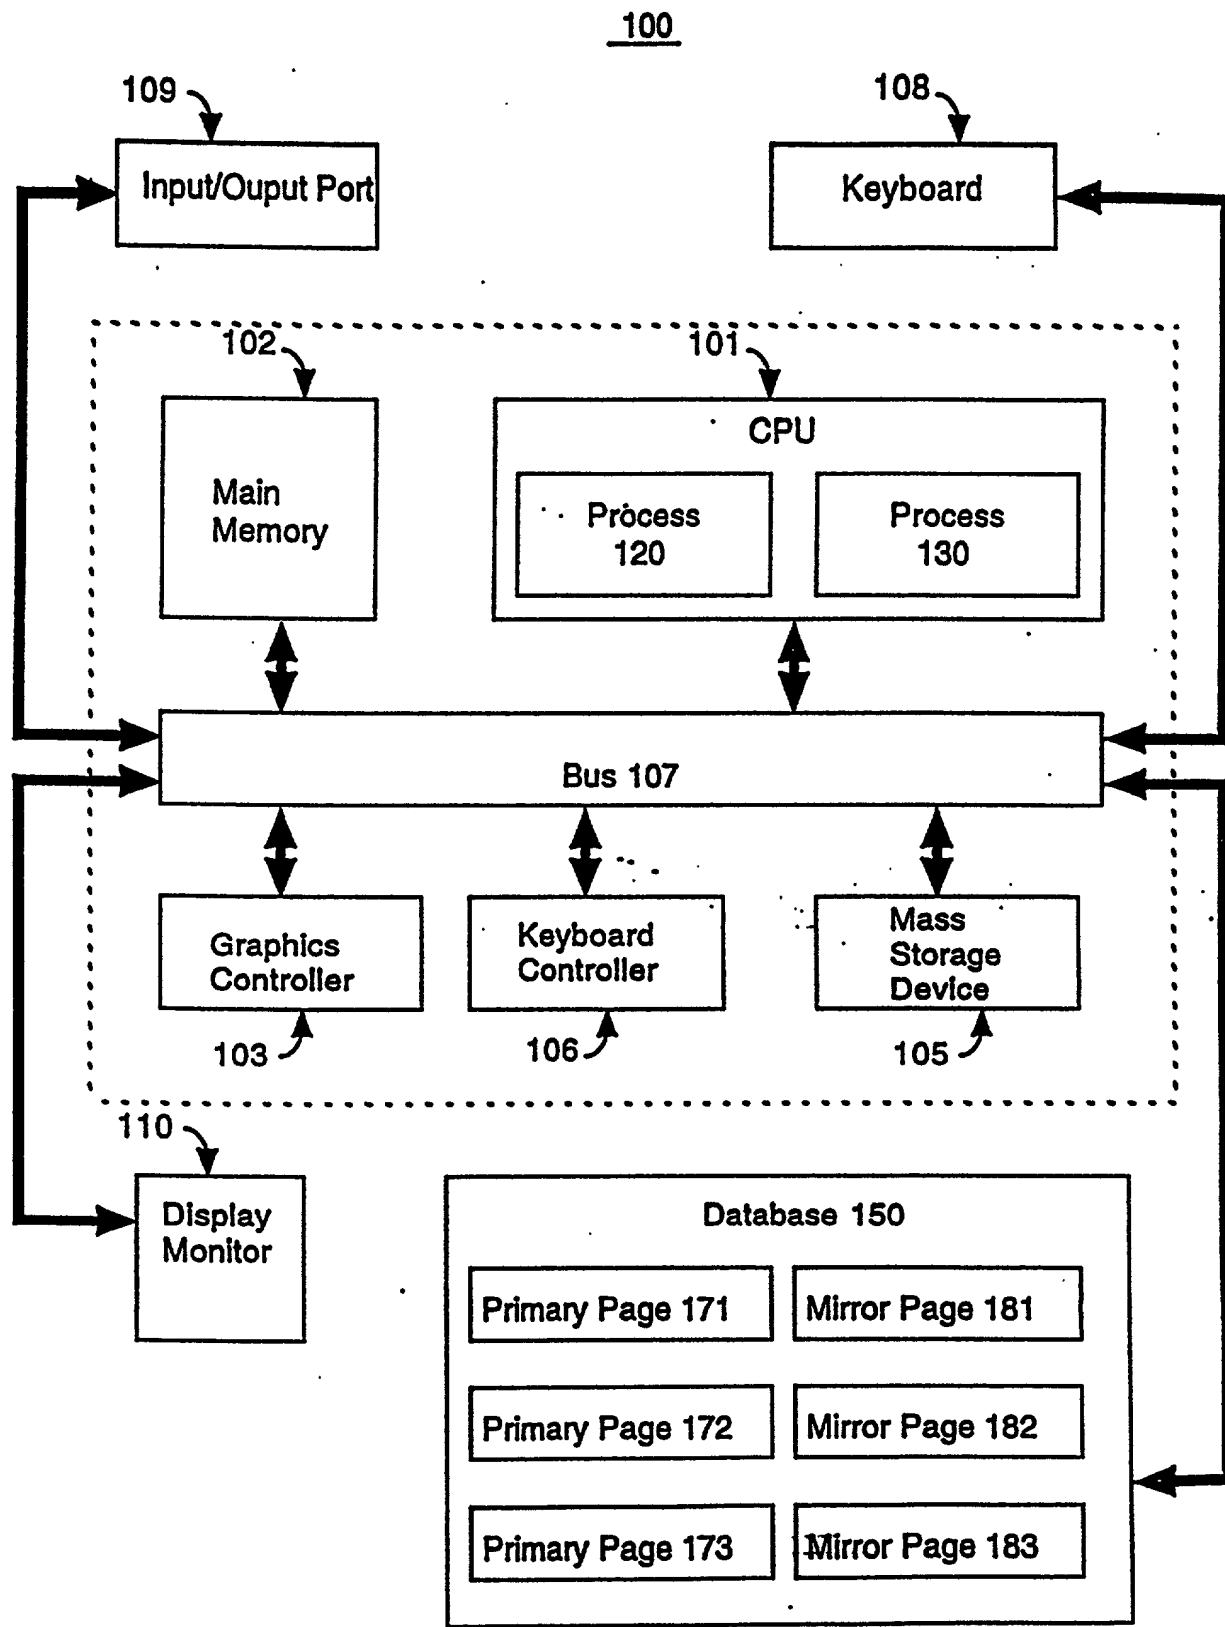 100
109
108
Input/Ouput Port
Keyboard
102
101
CPU
Main
Memory
Process
120
Process
130
Bus 107
Graphics
Controller
Keyboard
Controller
Mass
Storage
Device
103
106
105
110
Display
Monitor
Database 150
Primary Page 171
Mirror Page 181
Primary Page 172
Mirror Page 182
Primary Page 173
Mirror Page 183